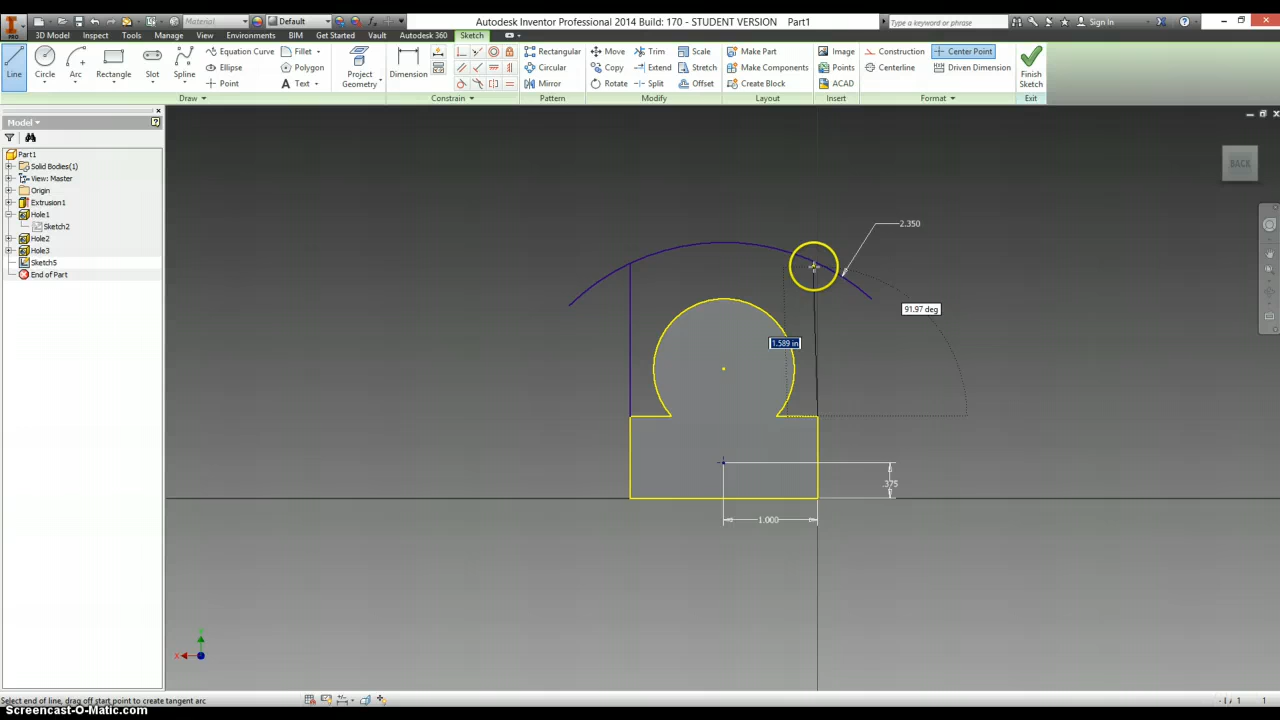 Material Default Autodesk Inventor Professional 2014 Build: 170 - STUDENT VERSION Part1 Type a keyword or phrase Sign In
PRO 3D Model Inspect Tools Manage View Environments BIM Get Started Vault Autodesk 360 Sketch
Line Circle Arc Rectangle Slot Spline Equation Curve Fillet Project Geometry Dimension Rectangular Move Trim Scale Make Part Image Construction Center Point Finish Sketch
Ellipse Polygon Circular Copy Extend Stretch Make Components Points Centerline Driven Dimension
Point Text Mirror Rotate Split Offset Create Block ACAD
Draw Constrain Pattern Modify Layout Insert Format Exit
Model
Part1
Solid Bodies(1)
View: Master
Origin
Extrusion1
Hole1
Sketch2
Hole2
Hole3
Sketch5
End of Part
BACK
2.350
91.97 deg
1.589 in
.375
1.000
Y
X
Select end of line, drag off start point to create tangent arc
1 1
Screencast-O-Matic.com